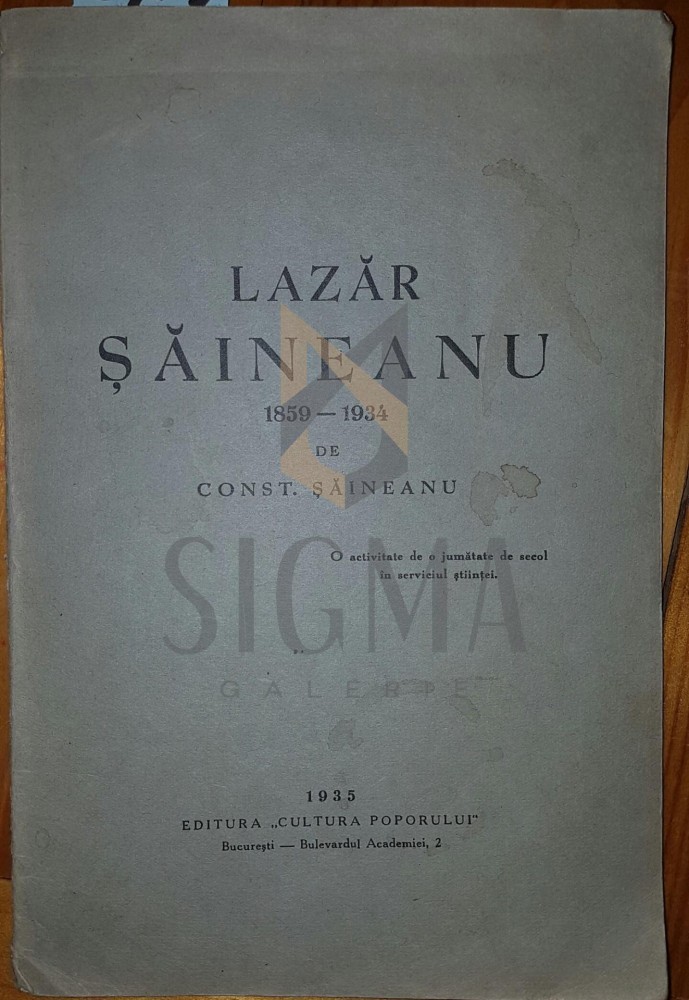 LAZĂR
ȘĂINEANU
1859 — 1934
DE
CONST. ȘĂINEANU
O activitate de o jumătate de secol
în serviciul științei.
SIGMA
GALERIE
1935
EDITURA „CULTURA POPORULUI"
București — Bulevardul Academiei, 2